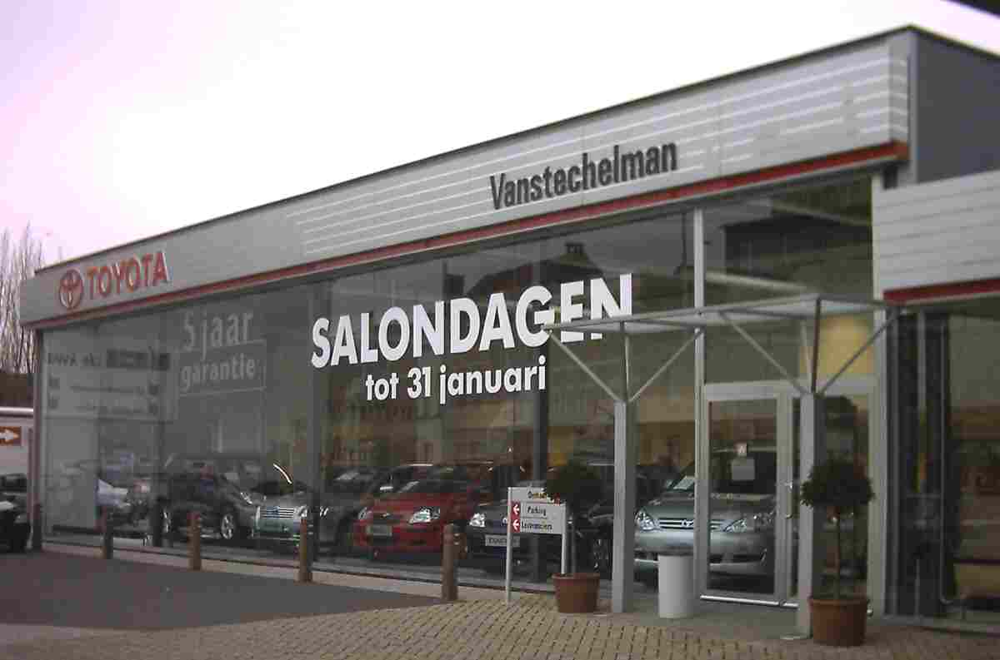 Vanstechelman
TOYOTA
SALONDAGEN
tot 31 januari
5 jaar
garantie
Parking
Leveranciers